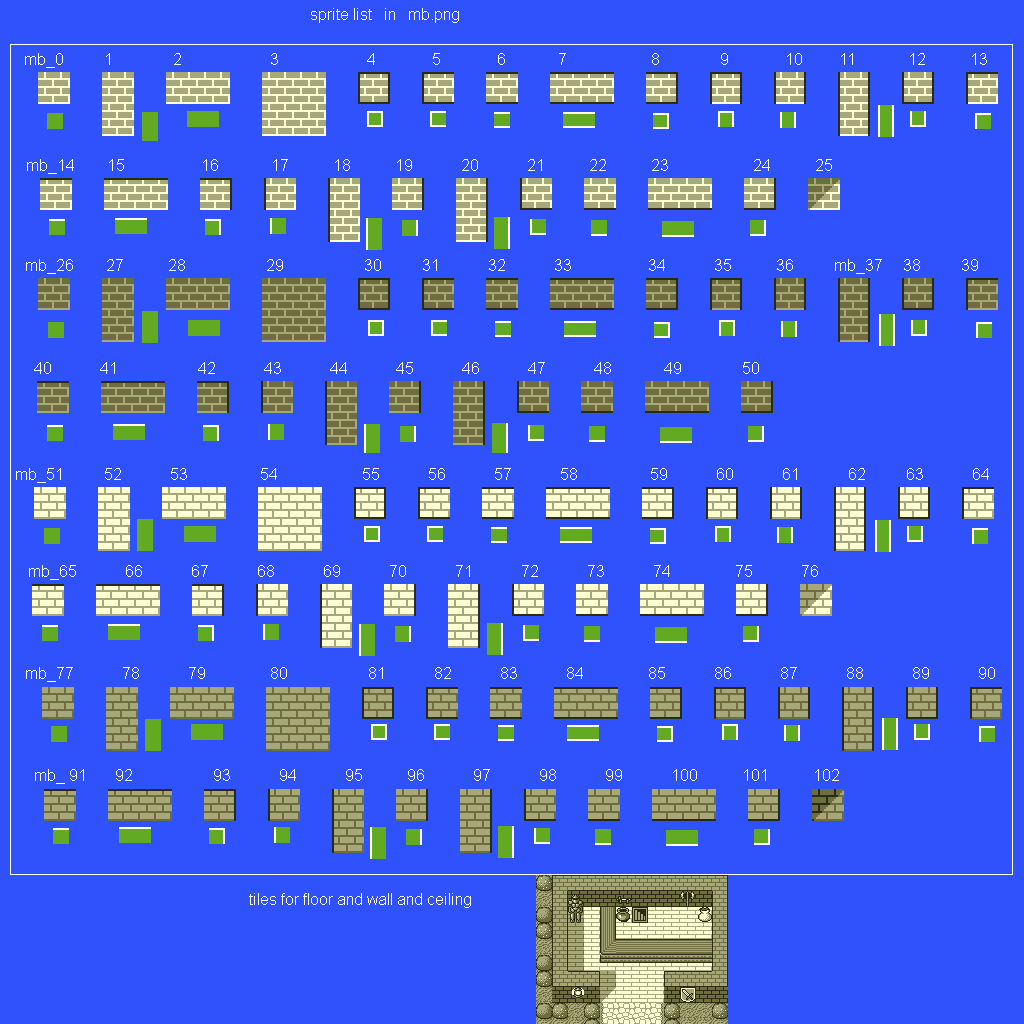 sprite list in mb.png
mb_0 1 2 3 4 5 6 7 8 9 10 11 12 13
mb_14 15 16 17 18 19 20 21 22 23 24 25
mb_26 27 28 29 30 31 32 33 34 35 36 mb_37 38 39
40 41 42 43 44 45 46 47 48 49 50
mb_51 52 53 54 55 56 57 58 59 60 61 62 63 64
mb_65 66 67 68 69 70 71 72 73 74 75 76
mb_77 78 79 80 81 82 83 84 85 86 87 88 89 90
mb_ 91 92 93 94 95 96 97 98 99 100 101 102
tiles for floor and wall and ceiling